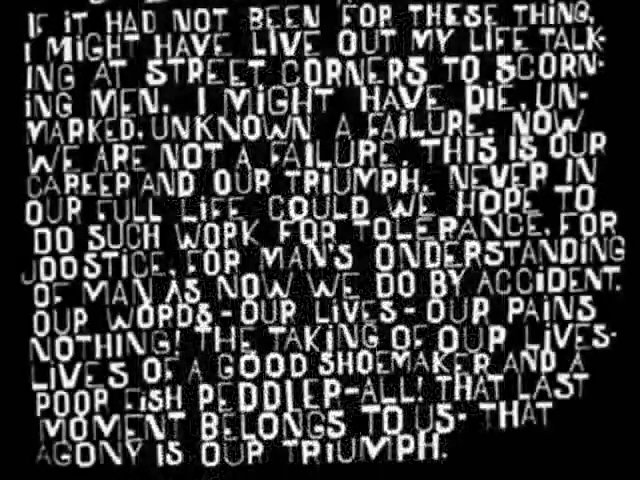 IF iT HAD NOT BEEN FOR THESE THING,
I MiGHT HAVE LIVE OUT MY LIFE TALK-
ING AT STREET CORNERS TO SCORN-
iNG MEN. I MiGHT HAVE DIE, UN-
MARKED, UNKNOWN A FAILURE. NOW
WE ARE NOT A FAILURE. THIS IS OUR
CAREER AND OUR TRIUMPH. NEVER IN
OUR FULL LiFE COULD WE HOPE TO
DO SUCH WORK FOR TOLERANCE, FOR
JOOSTICE, FOR MAN'S ONDERSTANDiNG
OF MAN AS NOW WE DO BY ACCiDENT.
OUR WORDS - OUR LiVES - OUR PAiNS
NOTHING! THE TAKING OF OUR LiVES-
LIVES OF A GOOD SHOEMAKER AND A
POOR FiSH PEDDLER-ALL! THAT LAST
MOMENT BELONGS TO US- THAT
AGONY IS OUR TRIUMPH.